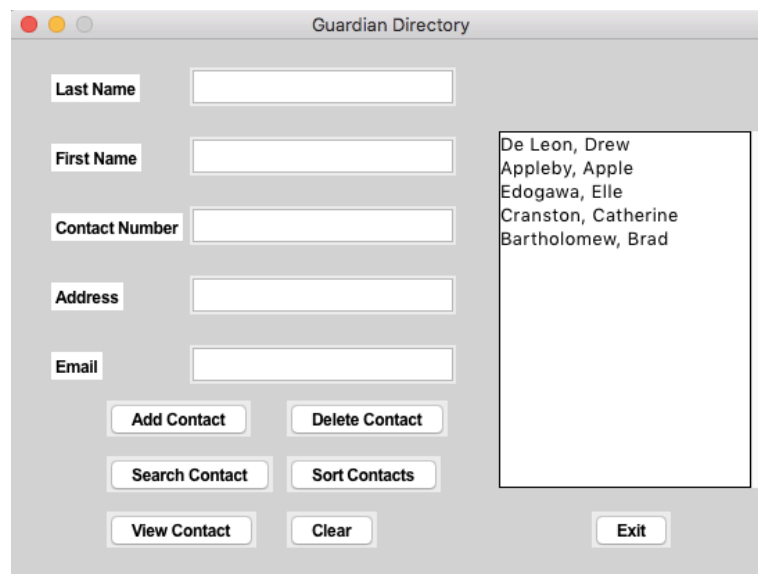 Guardian Directory
Last Name
First Name
Contact Number
Address
Email
De Leon, Drew
Appleby, Apple
Edogawa, Elle
Cranston, Catherine
Bartholomew, Brad
Add Contact
Delete Contact
Search Contact
Sort Contacts
View Contact
Clear
Exit